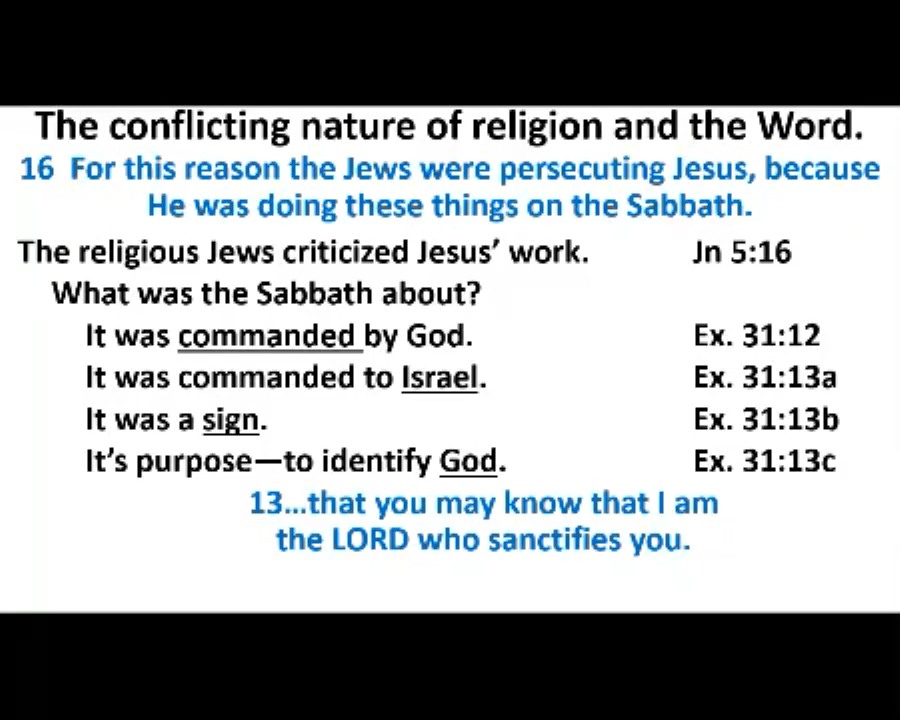 The conflicting nature of religion and the Word.
16 For this reason the Jews were persecuting Jesus, because
He was doing these things on the Sabbath.
The religious Jews criticized Jesus’ work. Jn 5:16
What was the Sabbath about?
It was commanded by God. Ex. 31:12
It was commanded to Israel. Ex. 31:13a
It was a sign. Ex. 31:13b
It’s purpose—to identify God. Ex. 31:13c
13…that you may know that I am
the LORD who sanctifies you.